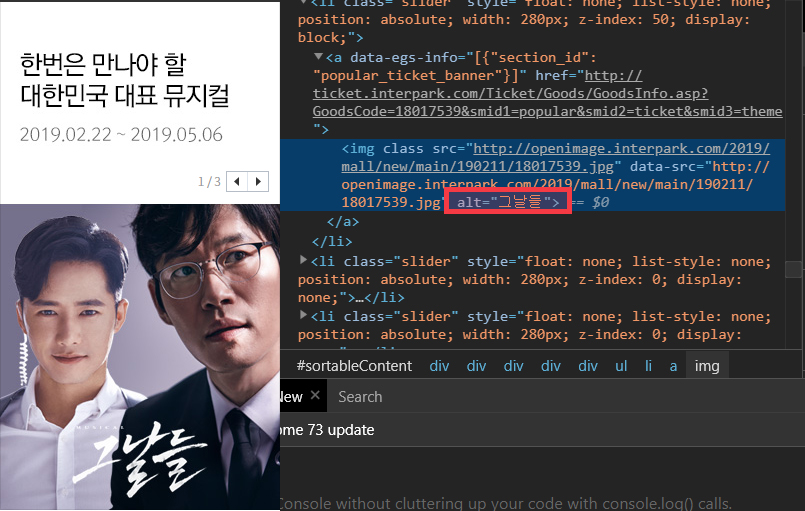 한번은 만나야 할
대한민국 대표 뮤지컬
2019.02.22 ~ 2019.05.06
1/3
MUSICAL
그날들
<li class="slider" style="float: none; list-style: none;
position: absolute; width: 280px; z-index: 50; display:
block;">
<a data-egs-info="[{"section_id":
"popular_ticket_banner"}]" href="http://
ticket.interpark.com/Ticket/Goods/GoodsInfo.asp?
GoodsCode=18017539&smid1=popular&smid2=ticket&smid3=theme
">
<img class src="http://openimage.interpark.com/2019/
mall/new/main/190211/18017539.jpg" data-src="http://
openimage.interpark.com/2019/mall/new/main/190211/
18017539.jpg" alt="그날들"> == $0
</a>
</li>
<li class="slider" style="float: none; list-style: none;
position: absolute; width: 280px; z-index: 0; display:
none;">…</li>
<li class="slider" style="float: none; list-style: none;
position: absolute; width: 280px; z-index: 0; display:
#sortableContent div div div div div ul li a img
New × Search
ome 73 update
Console without cluttering up your code with console.log() calls.